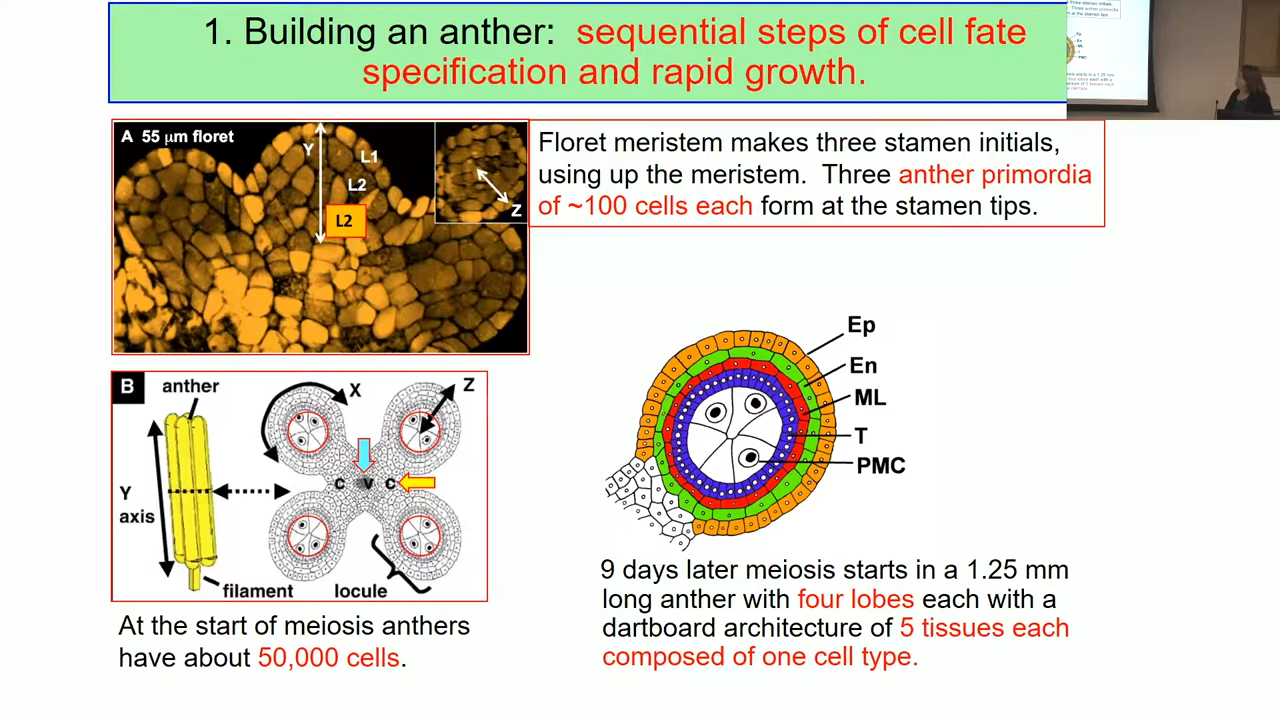 1. Building an anther: sequential steps of cell fate
specification and rapid growth.
A 55 μm floret
Y
L1
L2
L2
Z
Floret meristem makes three stamen initials,
using up the meristem. Three anther primordia
of ~100 cells each form at the stamen tips.
B
anther
X
Z
Y
axis
C V C
filament
locule
Ep
En
ML
T
PMC
At the start of meiosis anthers
have about 50,000 cells.
9 days later meiosis starts in a 1.25 mm
long anther with four lobes each with a
dartboard architecture of 5 tissues each
composed of one cell type.